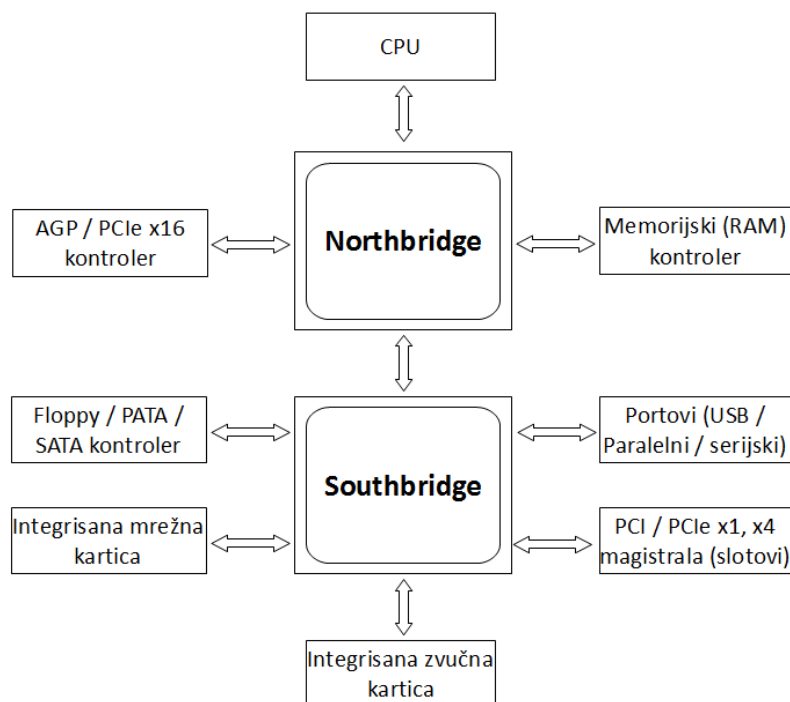 CPU
AGP / PCIe x16
kontroler
Northbridge
Memorijski (RAM)
kontroler
Floppy / PATA /
SATA kontroler
Portovi (USB /
Paralelni / serijski)
Southbridge
Integrisana mrežna
kartica
PCI / PCIe x1, x4
magistrala (slotovi)
Integrisana zvučna
kartica